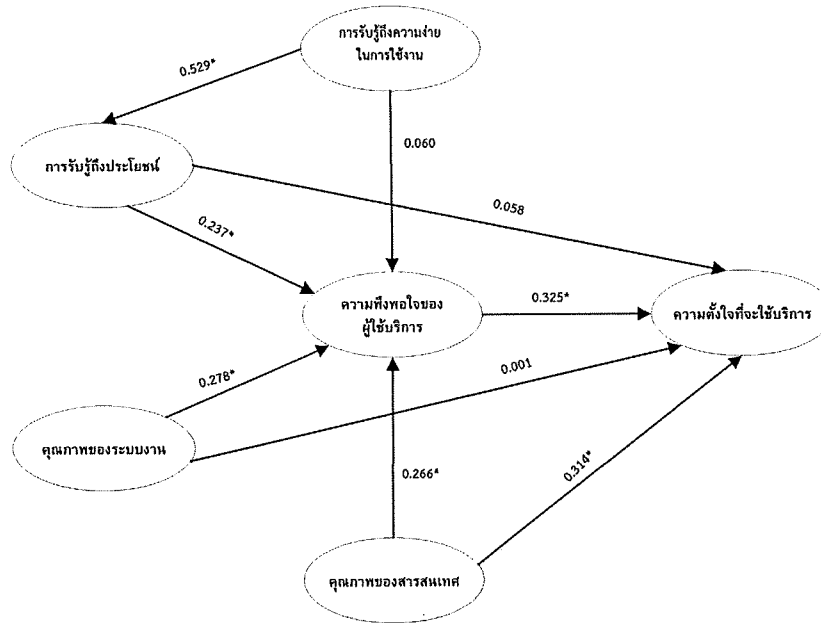 การรับรู้ถึงความง่าย
ในการใช้งาน
0.529*
0.060
การรับรู้ถึงประโยชน์
0.058
0.237*
ความพึงพอใจของ
ผู้ใช้บริการ
0.325*
ความตั้งใจที่จะใช้บริการ
0.278*
0.001
คุณภาพของระบบงาน
0.266*
0.314*
คุณภาพของสารสนเทศ